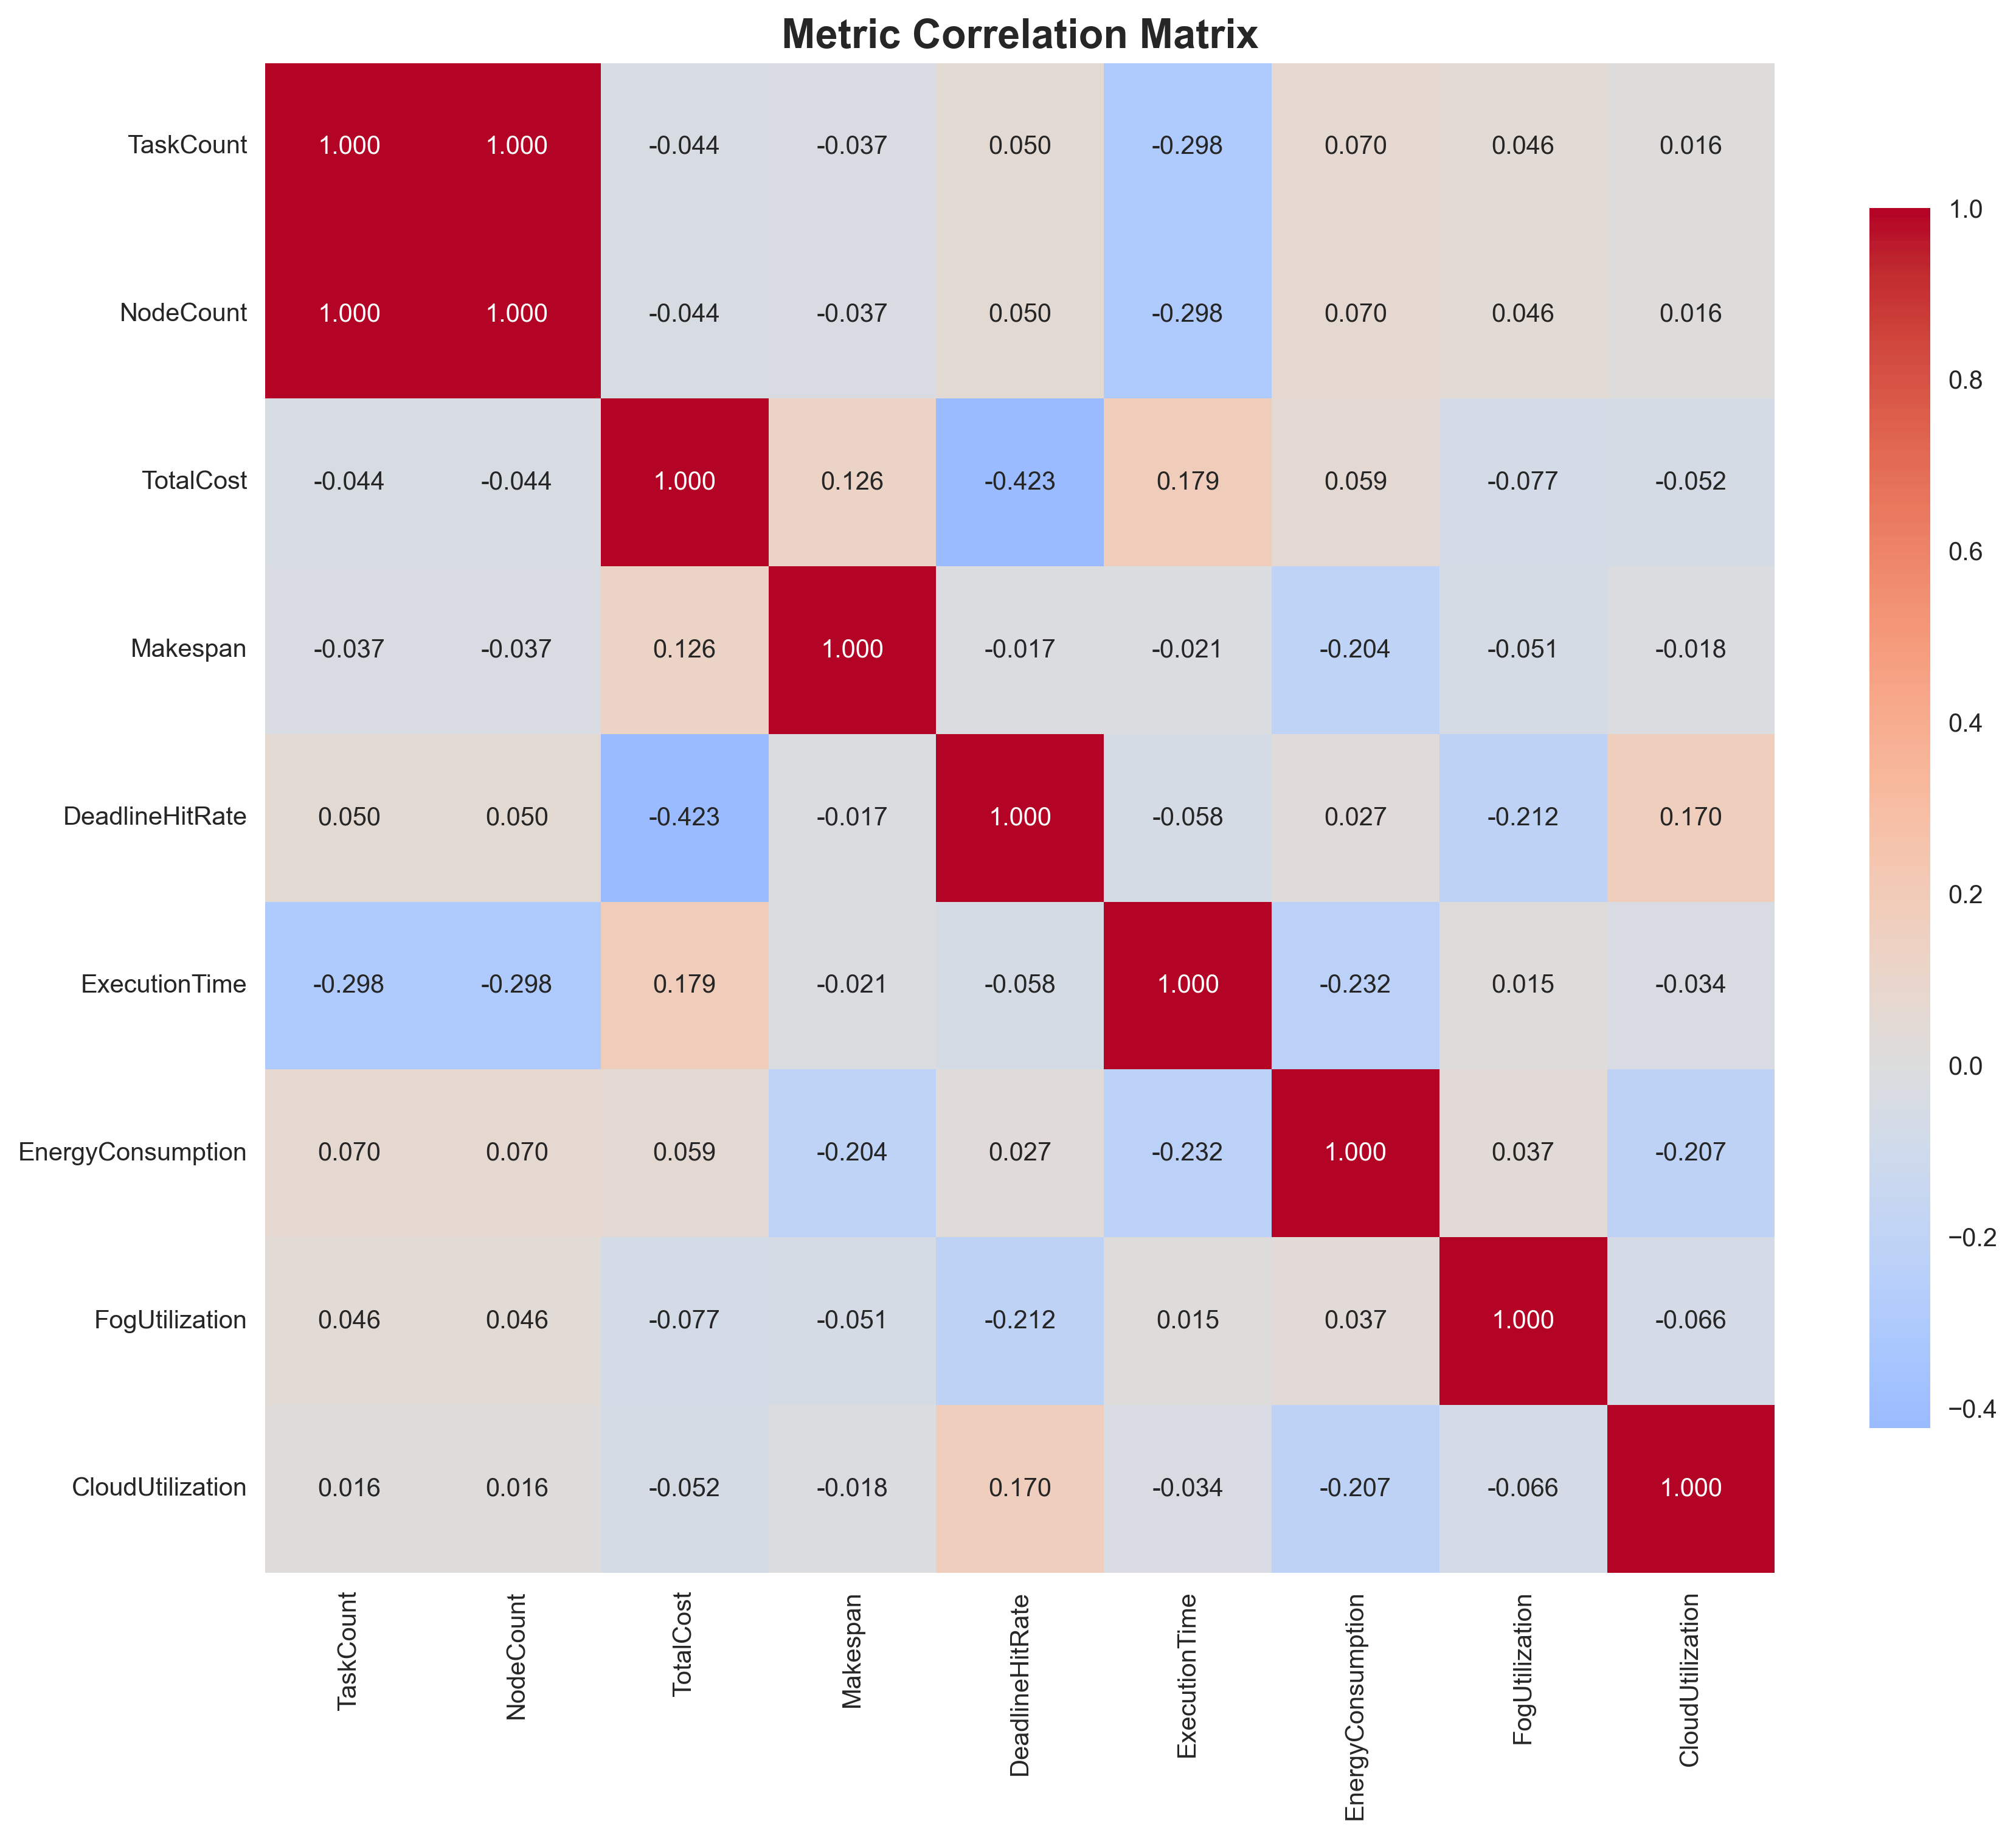 Metric Correlation Matrix
TaskCount 1.000 1.000 -0.044 -0.037 0.050 -0.298 0.070 0.046 0.016
NodeCount 1.000 1.000 -0.044 -0.037 0.050 -0.298 0.070 0.046 0.016
TotalCost -0.044 -0.044 1.000 0.126 -0.423 0.179 0.059 -0.077 -0.052
Makespan -0.037 -0.037 0.126 1.000 -0.017 -0.021 -0.204 -0.051 -0.018
DeadlineHitRate 0.050 0.050 -0.423 -0.017 1.000 -0.058 0.027 -0.212 0.170
ExecutionTime -0.298 -0.298 0.179 -0.021 -0.058 1.000 -0.232 0.015 -0.034
EnergyConsumption 0.070 0.070 0.059 -0.204 0.027 -0.232 1.000 0.037 -0.207
FogUtilization 0.046 0.046 -0.077 -0.051 -0.212 0.015 0.037 1.000 -0.066
CloudUtilization 0.016 0.016 -0.052 -0.018 0.170 -0.034 -0.207 -0.066 1.000
TaskCount
NodeCount
TotalCost
Makespan
DeadlineHitRate
ExecutionTime
EnergyConsumption
FogUtilization
CloudUtilization
1.0
0.8
0.6
0.4
0.2
0.0
−0.2
−0.4